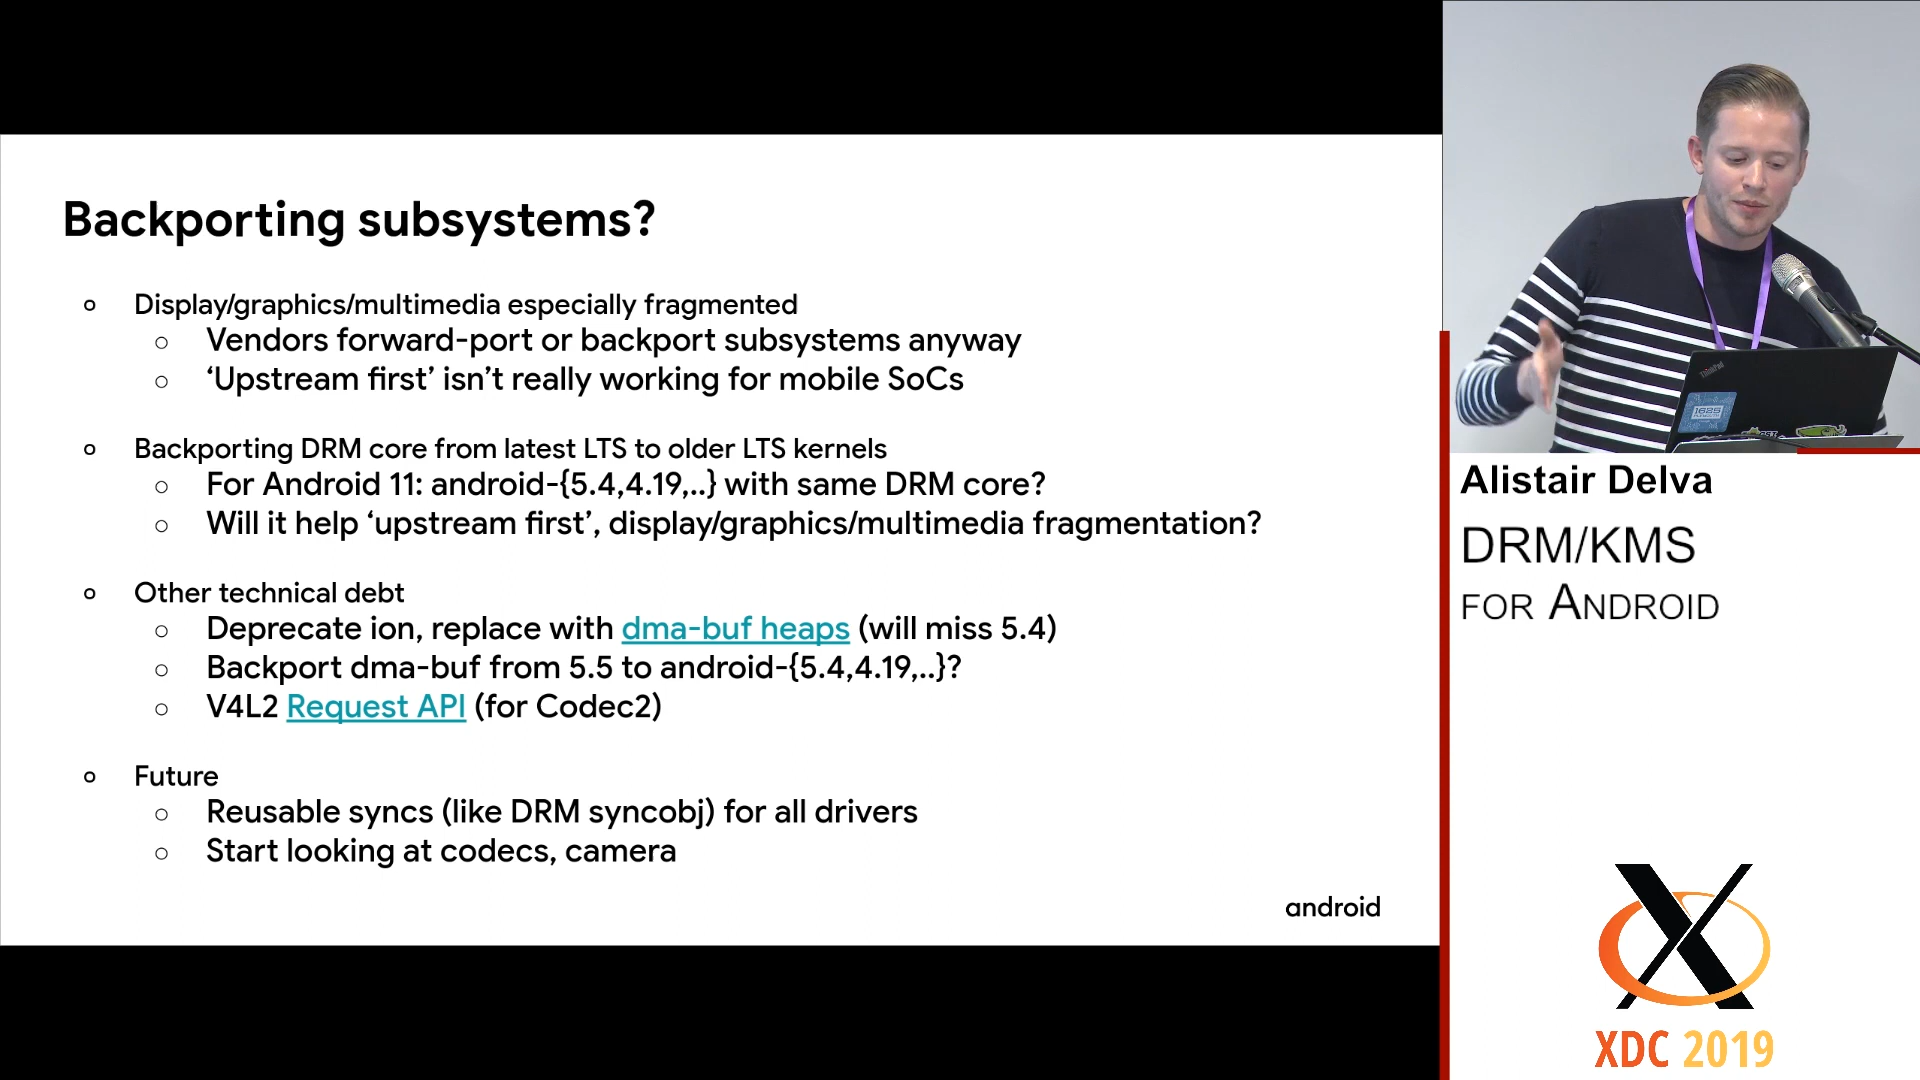 Backporting subsystems?
Display/graphics/multimedia especially fragmented
Vendors forward-port or backport subsystems anyway
‘Upstream first’ isn’t really working for mobile SoCs
Backporting DRM core from latest LTS to older LTS kernels
For Android 11: android-{5.4,4.19,..} with same DRM core?
Will it help ‘upstream first’, display/graphics/multimedia fragmentation?
Other technical debt
Deprecate ion, replace with dma-buf heaps (will miss 5.4)
Backport dma-buf from 5.5 to android-{5.4,4.19,..}?
V4L2 Request API (for Codec2)
Future
Reusable syncs (like DRM syncobj) for all drivers
Start looking at codecs, camera
android
ThinkPad
1625
Alistair Delva
DRM/KMS
FOR ANDROID
XDC 2019